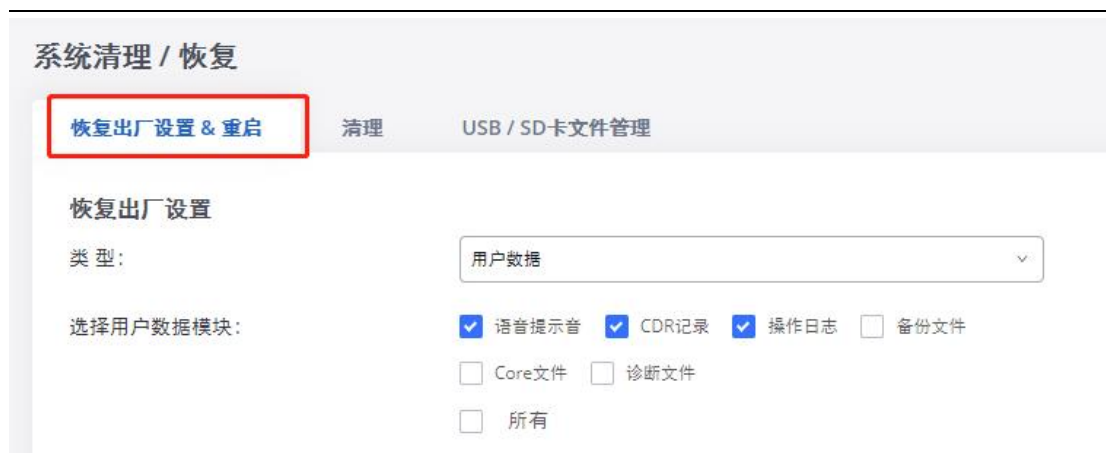 系统清理 / 恢复
恢复出厂设置 & 重启 清理 USB / SD卡文件管理
恢复出厂设置
类 型： 用户数据
选择用户数据模块： 语音提示音 CDR记录 操作日志 备份文件
Core文件 诊断文件
所有